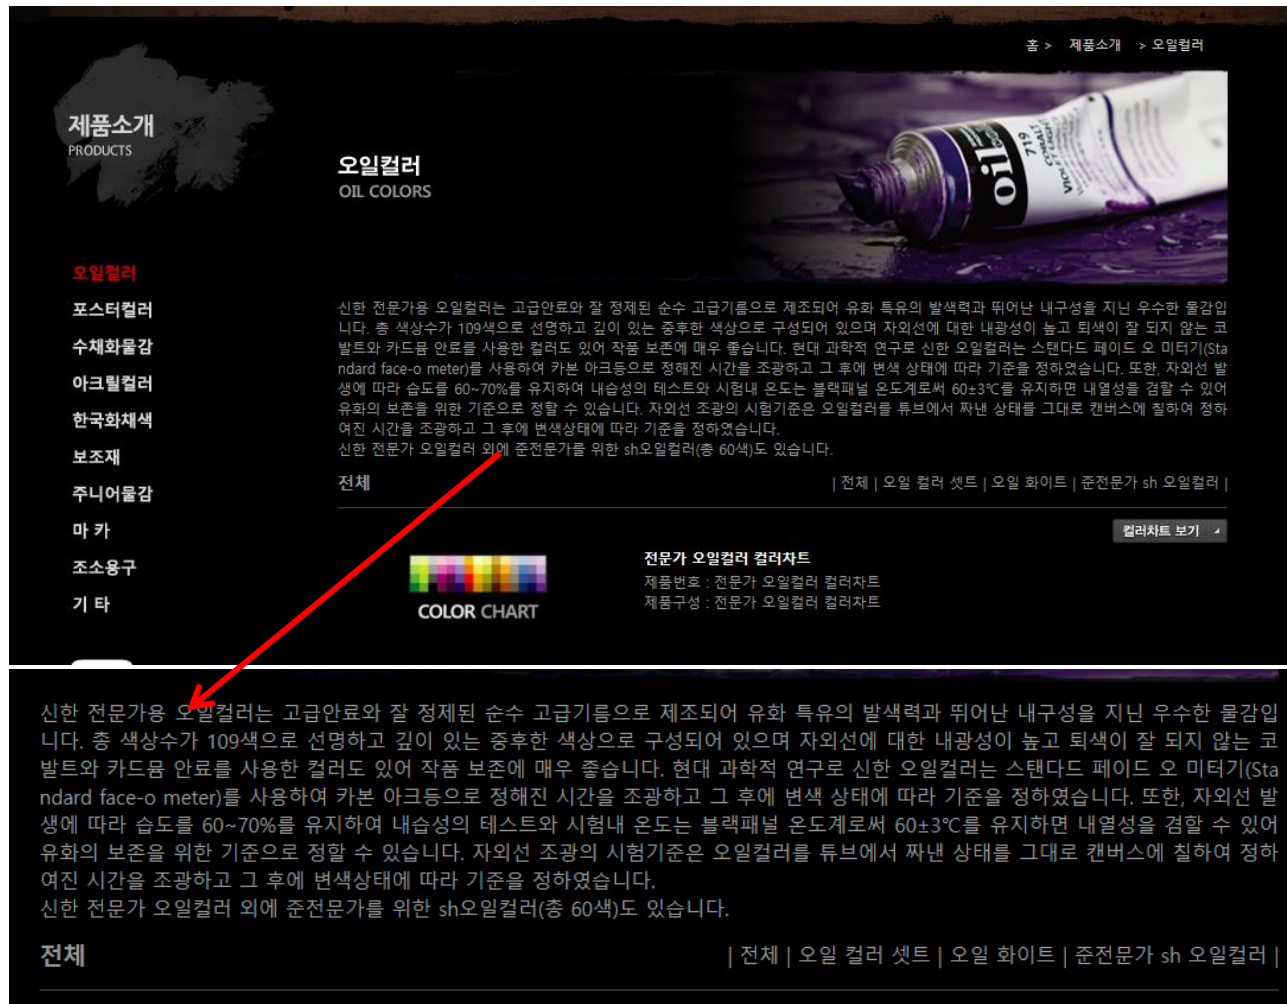 홈 > 제품소개 > 오일컬러
제품소개
PRODUCTS
오일컬러
OIL COLORS
oil
719
COBALT
VIOLET LIGHT
오일컬러
포스터컬러
수채화물감
아크릴컬러
한국화채색
보조재
주니어물감
마 카
조소용구
기 타
신한 전문가용 오일컬러는 고급안료와 잘 정제된 순수 고급기름으로 제조되어 유화 특유의 발색력과 뛰어난 내구성을 지닌 우수한 물감입
니다. 총 색상수가 109색으로 선명하고 깊이 있는 중후한 색상으로 구성되어 있으며 자외선에 대한 내광성이 높고 퇴색이 잘 되지 않는 코
발트와 카드뮴 안료를 사용한 컬러도 있어 작품 보존에 매우 좋습니다. 현대 과학적 연구로 신한 오일컬러는 스탠다드 페이드 오 미터기(Sta
ndard face-o meter)를 사용하여 카본 아크등으로 정해진 시간을 조광하고 그 후에 변색 상태에 따라 기준을 정하였습니다. 또한, 자외선 발
생에 따라 습도를 60~70%를 유지하여 내습성의 테스트와 시험내 온도는 블랙패널 온도계로써 60±3℃를 유지하면 내열성을 겸할 수 있어
유화의 보존을 위한 기준으로 정할 수 있습니다. 자외선 조광의 시험기준은 오일컬러를 튜브에서 짜낸 상태를 그대로 캔버스에 칠하여 정하
여진 시간을 조광하고 그 후에 변색상태에 따라 기준을 정하였습니다.
신한 전문가 오일컬러 외에 준전문가를 위한 sh오일컬러(총 60색)도 있습니다.
전체 | 전체 | 오일 컬러 셋트 | 오일 화이트 | 준전문가 sh 오일컬러 |
컬러차트 보기
COLOR CHART
전문가 오일컬러 컬러차트
제품번호 : 전문가 오일컬러 컬러차트
제품구성 : 전문가 오일컬러 컬러차트
신한 전문가용 오일컬러는 고급안료와 잘 정제된 순수 고급기름으로 제조되어 유화 특유의 발색력과 뛰어난 내구성을 지닌 우수한 물감입
니다. 총 색상수가 109색으로 선명하고 깊이 있는 중후한 색상으로 구성되어 있으며 자외선에 대한 내광성이 높고 퇴색이 잘 되지 않는 코
발트와 카드뮴 안료를 사용한 컬러도 있어 작품 보존에 매우 좋습니다. 현대 과학적 연구로 신한 오일컬러는 스탠다드 페이드 오 미터기(Sta
ndard face-o meter)를 사용하여 카본 아크등으로 정해진 시간을 조광하고 그 후에 변색 상태에 따라 기준을 정하였습니다. 또한, 자외선 발
생에 따라 습도를 60~70%를 유지하여 내습성의 테스트와 시험내 온도는 블랙패널 온도계로써 60±3℃를 유지하면 내열성을 겸할 수 있어
유화의 보존을 위한 기준으로 정할 수 있습니다. 자외선 조광의 시험기준은 오일컬러를 튜브에서 짜낸 상태를 그대로 캔버스에 칠하여 정하
여진 시간을 조광하고 그 후에 변색상태에 따라 기준을 정하였습니다.
신한 전문가 오일컬러 외에 준전문가를 위한 sh오일컬러(총 60색)도 있습니다.
전체 | 전체 | 오일 컬러 셋트 | 오일 화이트 | 준전문가 sh 오일컬러 |